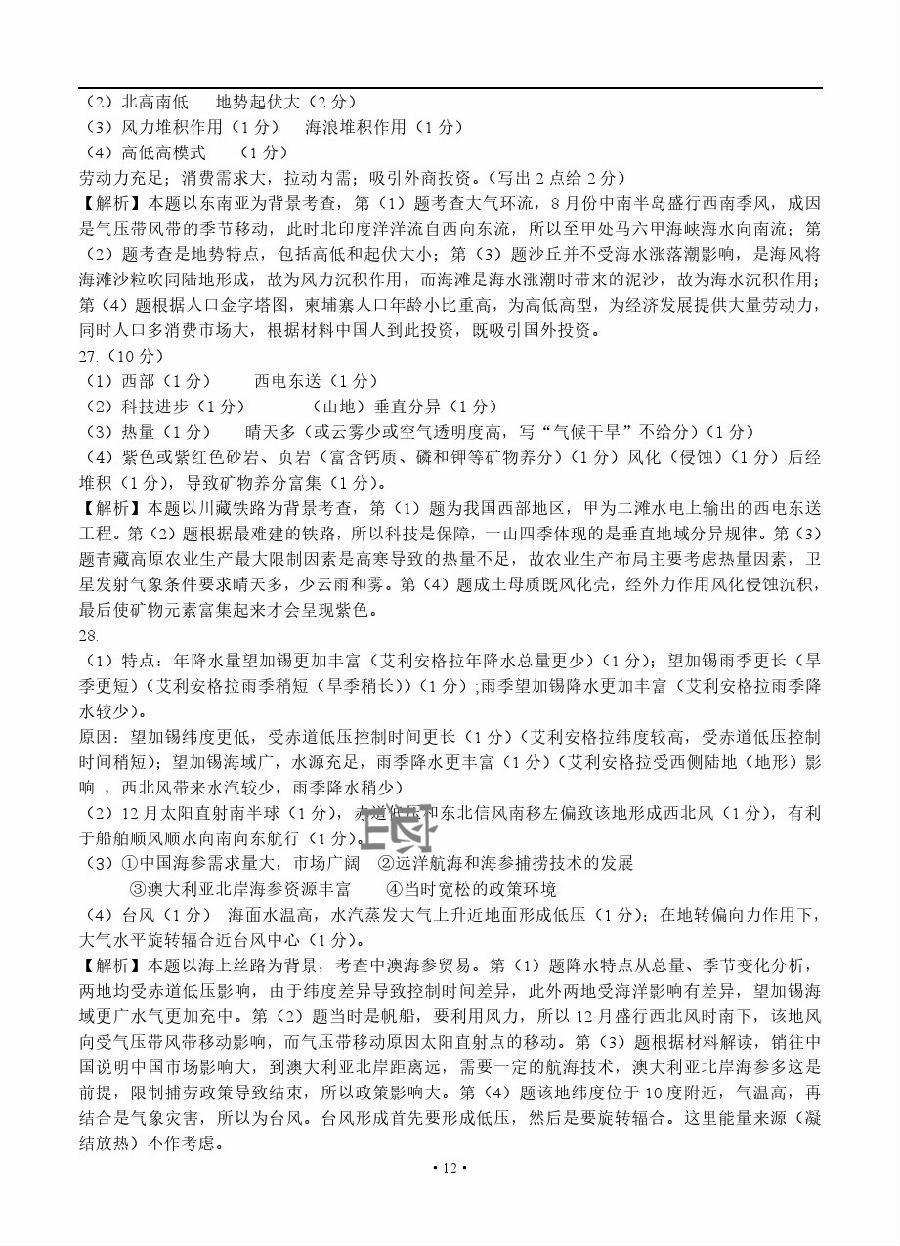 （2）北高南低　地势起伏大（2 分）
（3）风力堆积作用（1 分）　海浪堆积作用（1 分）
（4）高低高模式　（1 分）
劳动力充足；消费需求大，拉动内需；吸引外商投资。（写出 2 点给 2 分）
【解析】本题以东南亚为背景考查，第（1）题考查大气环流，8 月份中南半岛盛行西南季风，成因
是气压带风带的季节移动，此时北印度洋洋流自西向东流，所以至甲处马六甲海峡海水向南流；第
（2）题考查是地势特点，包括高低和起伏大小；第（3）题沙丘并不受海水涨落潮影响，是海风将
海滩沙粒吹同陆地形成，故为风力沉积作用，而海滩是海水涨潮时带来的泥沙，故为海水沉积作用；
第（4）题根据人口金字塔图，柬埔寨人口年龄小比重高，为高低高型，为经济发展提供大量劳动力，
同时人口多消费市场大，根据材料中国人到此投资，既吸引国外投资。
27.（10 分）
（1）西部（1 分）　　西电东送（1 分）
（2）科技进步（1 分）　　　（山地）垂直分异（1 分）
（3）热量（1 分）　晴天多（或云雾少或空气透明度高，写“气候干旱”不给分）（1 分）
（4）紫色或紫红色砂岩、页岩（富含钙质、磷和钾等矿物养分）（1 分）风化（侵蚀）（1 分）后经
堆积（1 分），导致矿物养分富集（1 分）。
【解析】本题以川藏铁路为背景考查，第（1）题为我国西部地区，甲为二滩水电上输出的西电东送
工程。第（2）题根据最难建的铁路，所以科技是保障，一山四季体现的是垂直地域分异规律。第（3）
题青藏高原农业生产最大限制因素是高寒导致的热量不足，故农业生产布局主要考虑热量因素，卫
星发射气象条件要求晴天多，少云雨和雾。第（4）题成土母质既风化壳，经外力作用风化侵蚀沉积，
最后使矿物元素富集起来才会呈现紫色。
28.
（1）特点：年降水量望加锡更加丰富（艾利安格拉年降水总量更少）（1 分）；望加锡雨季更长（旱
季更短）（艾利安格拉雨季稍短（旱季稍长））（1 分）;雨季望加锡降水更加丰富（艾利安格拉雨季降
水较少）。
原因：望加锡纬度更低，受赤道低压控制时间更长（1 分）（艾利安格拉纬度较高，受赤道低压控制
时间稍短）；望加锡海域广，水源充足，雨季降水更丰富（1 分）（艾利安格拉受西侧陆地（地形）影
响，西北风带来水汽较少，雨季降水稍少）
（2）12 月太阳直射南半球（1 分），赤道低压和东北信风南移左偏致该地形成西北风（1 分），有利
于船舶顺风顺水向南向东航行（1 分）。
（3）①中国海参需求量大，市场广阔　②远洋航海和海参捕捞技术的发展
③澳大利亚北岸海参资源丰富　　④当时宽松的政策环境
（4）台风（1 分）　海面水温高，水汽蒸发大气上升近地面形成低压（1 分）；在地转偏向力作用下，
大气水平旋转辐合近台风中心（1 分）。
【解析】本题以海上丝路为背景，考查中澳海参贸易。第（1）题降水特点从总量、季节变化分析，
两地均受赤道低压影响，由于纬度差异导致控制时间差异，此外两地受海洋影响有差异，望加锡海
域更广水气更加充中。第（2）题当时是帆船，要利用风力，所以 12 月盛行西北风时南下，该地风
向受气压带风带移动影响，而气压带移动原因太阳直射点的移动。第（3）题根据材料解读，销往中
国说明中国市场影响大，到澳大利亚北岸距离远，需要一定的航海技术，澳大利亚北岸海参多这是
前提，限制捕劳政策导致结束，所以政策影响大。第（4）题该地纬度位于 10 度附近，气温高，再
结合是气象灾害，所以为台风。台风形成首先要形成低压，然后是要旋转辐合。这里能量来源（凝
结放热）不作考虑。
· 12 ·